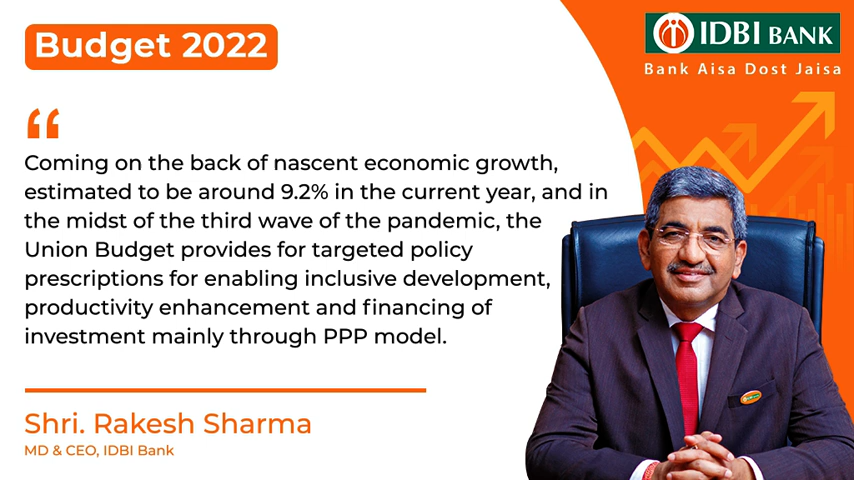 Budget 2022
IDBI BANK
Bank Aisa Dost Jaisa
“
Coming on the back of nascent economic growth,
estimated to be around 9.2% in the current year, and in
the midst of the third wave of the pandemic, the
Union Budget provides for targeted policy
prescriptions for enabling inclusive development,
productivity enhancement and financing of
investment mainly through PPP model.
Shri. Rakesh Sharma
MD & CEO, IDBI Bank